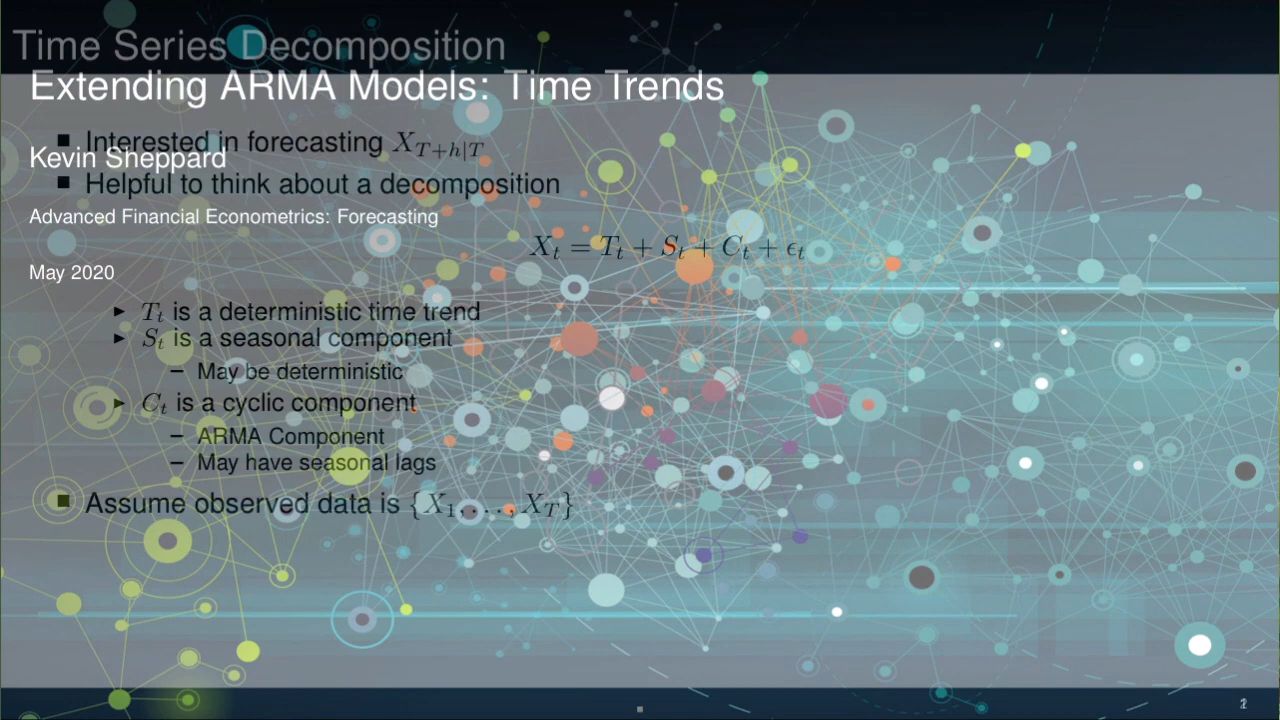 Time Series Decomposition
Extending ARMA Models: Time Trends
■ Interested in forecasting $X_{T+h|T}$
Kevin Sheppard
■ Helpful to think about a decomposition
Advanced Financial Econometrics: Forecasting
$X_t = T_t + S_t + C_t + \epsilon_t$
May 2020
► $T_t$ is a deterministic time trend
► $S_t$ is a seasonal component
– May be deterministic
► $C_t$ is a cyclic component
– ARMA Component
– May have seasonal lags
■ Assume observed data is $\{X_1, \ldots, X_T\}$